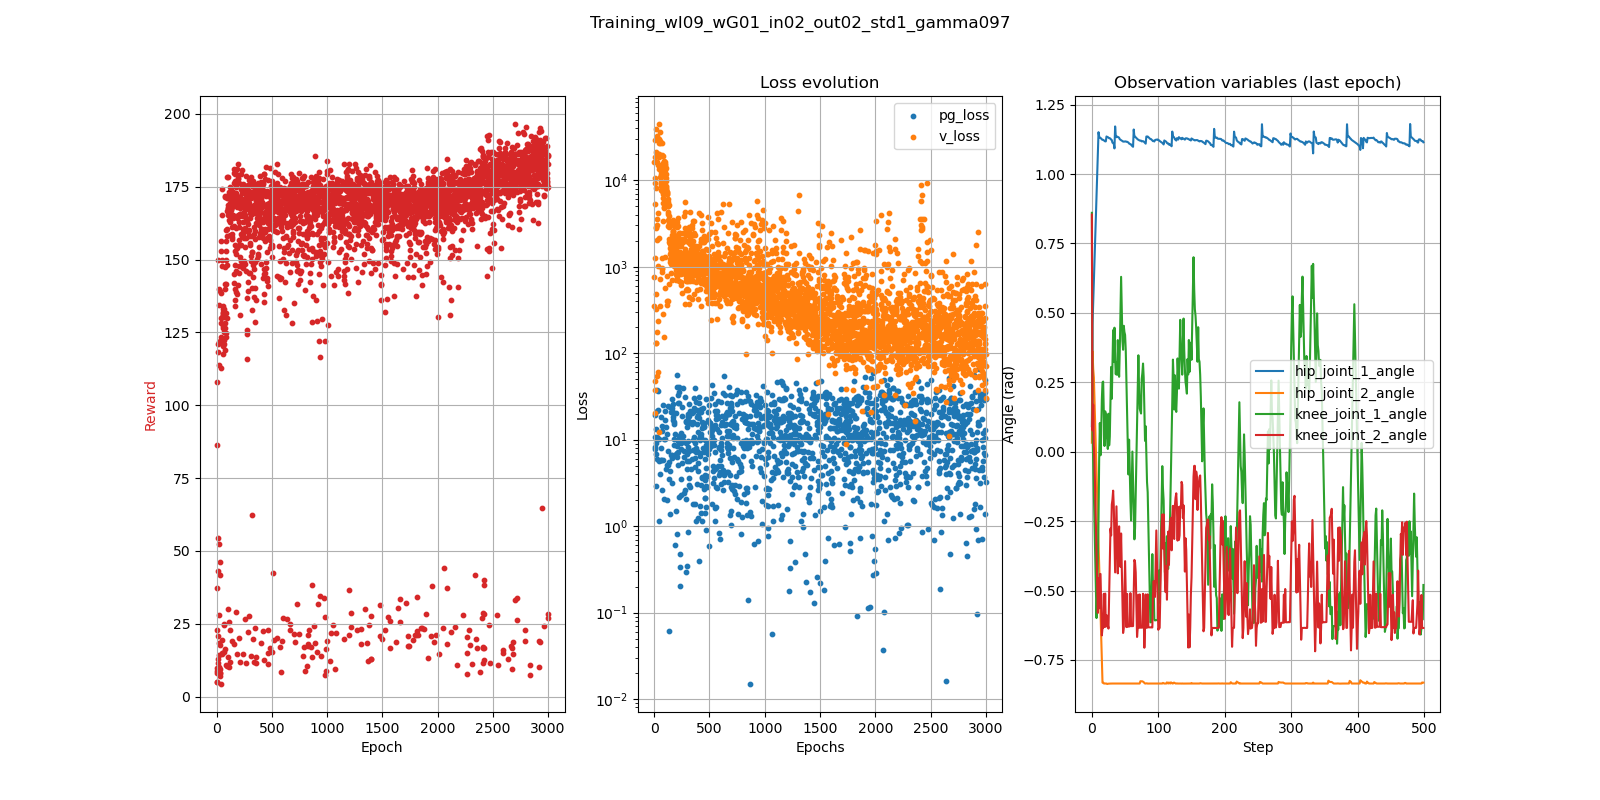 Training_wI09_wG01_in02_out02_std1_gamma097
Reward
200
175
150
125
100
75
50
25
0
0 500 1000 1500 2000 2500 3000
Epoch
Loss evolution
Loss
10^4
10^3
10^2
10^1
10^0
10^-1
10^-2
pg_loss
v_loss
0 500 1000 1500 2000 2500 3000
Epochs
Observation variables (last epoch)
Angle (rad)
1.25
1.00
0.75
0.50
0.25
0.00
−0.25
−0.50
−0.75
hip_joint_1_angle
hip_joint_2_angle
knee_joint_1_angle
knee_joint_2_angle
0 100 200 300 400 500
Step